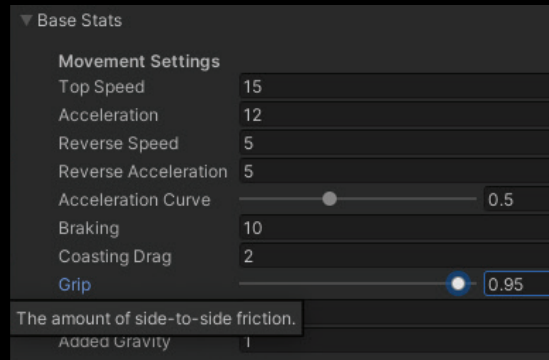 Base Stats
Movement Settings
Top Speed 15
Acceleration 12
Reverse Speed 5
Reverse Acceleration 5
Acceleration Curve 0.5
Braking 10
Coasting Drag 2
Grip 0.95
The amount of side-to-side friction.
Added Gravity 1